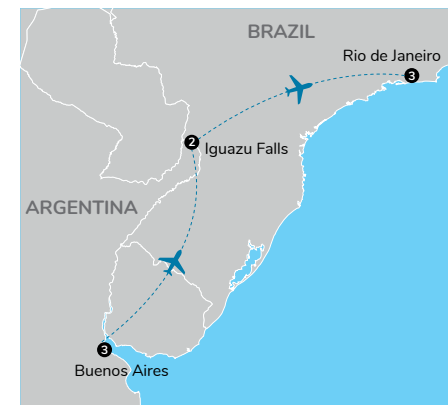 BRAZIL
Rio de Janeiro
3
2
Iguazu Falls
ARGENTINA
3
Buenos Aires